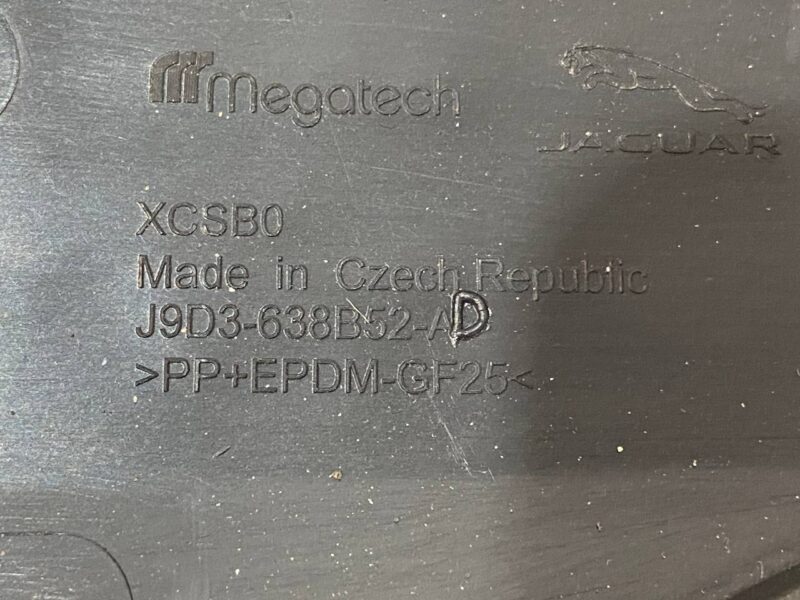 megatech
JAGUAR
XCSB0
Made in Czech Republic
J9D3-638B52-AD
>PP+EPDM-GF25<